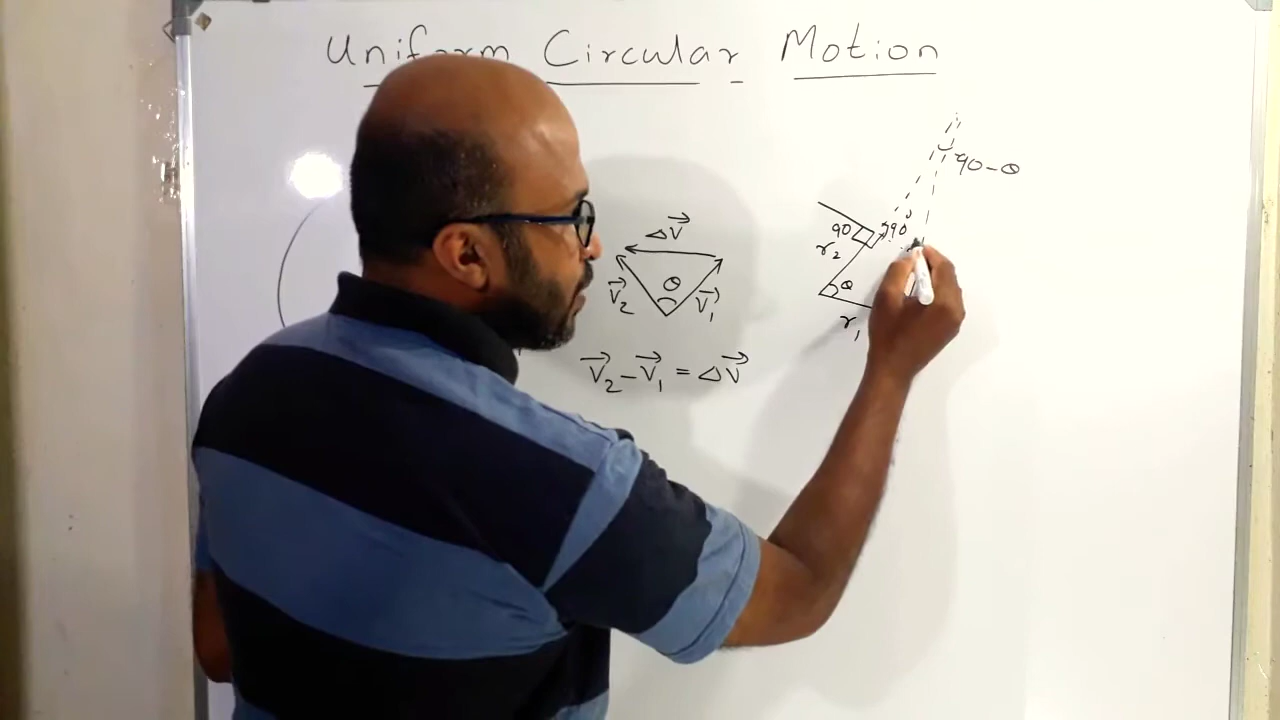 Uniform Circular Motion
90-θ
ΔV⃗
90 90°
r₂
θ θ
V⃗₂ V⃗₁
r₁
V⃗₂-V⃗₁=ΔV⃗